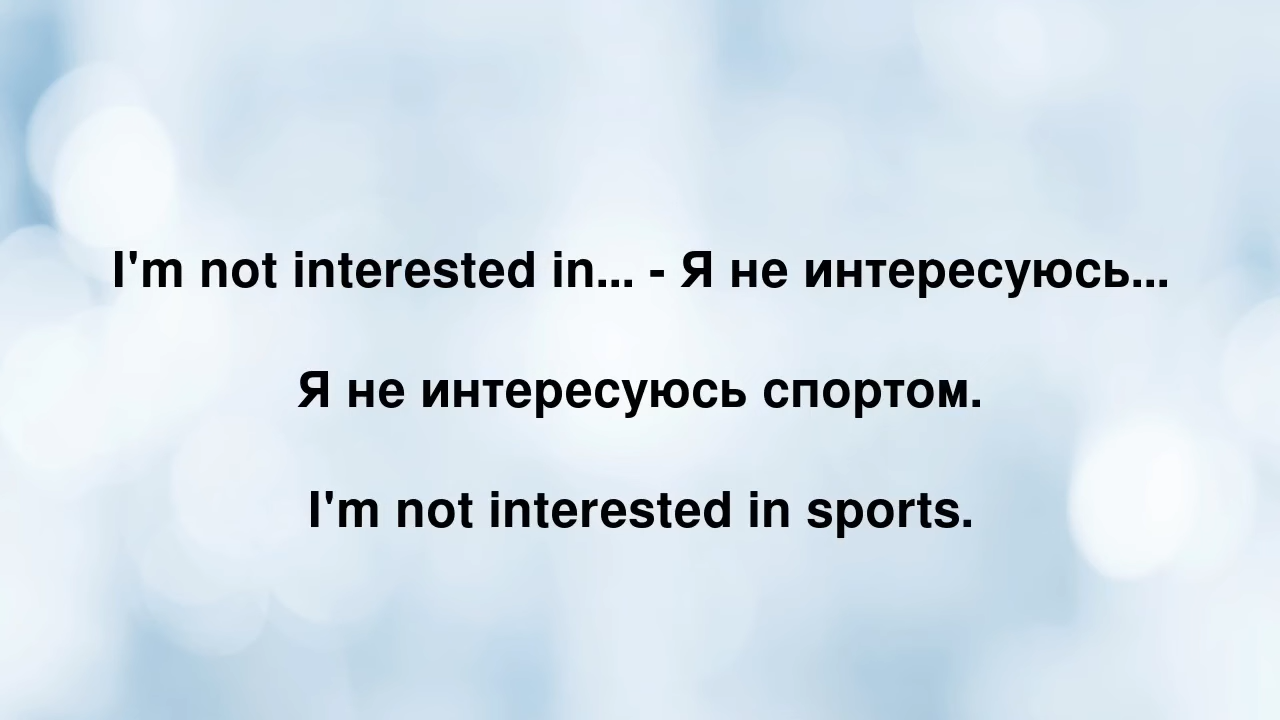 I'm not interested in... - Я не интересуюсь...
Я не интересуюсь спортом.
I'm not interested in sports.